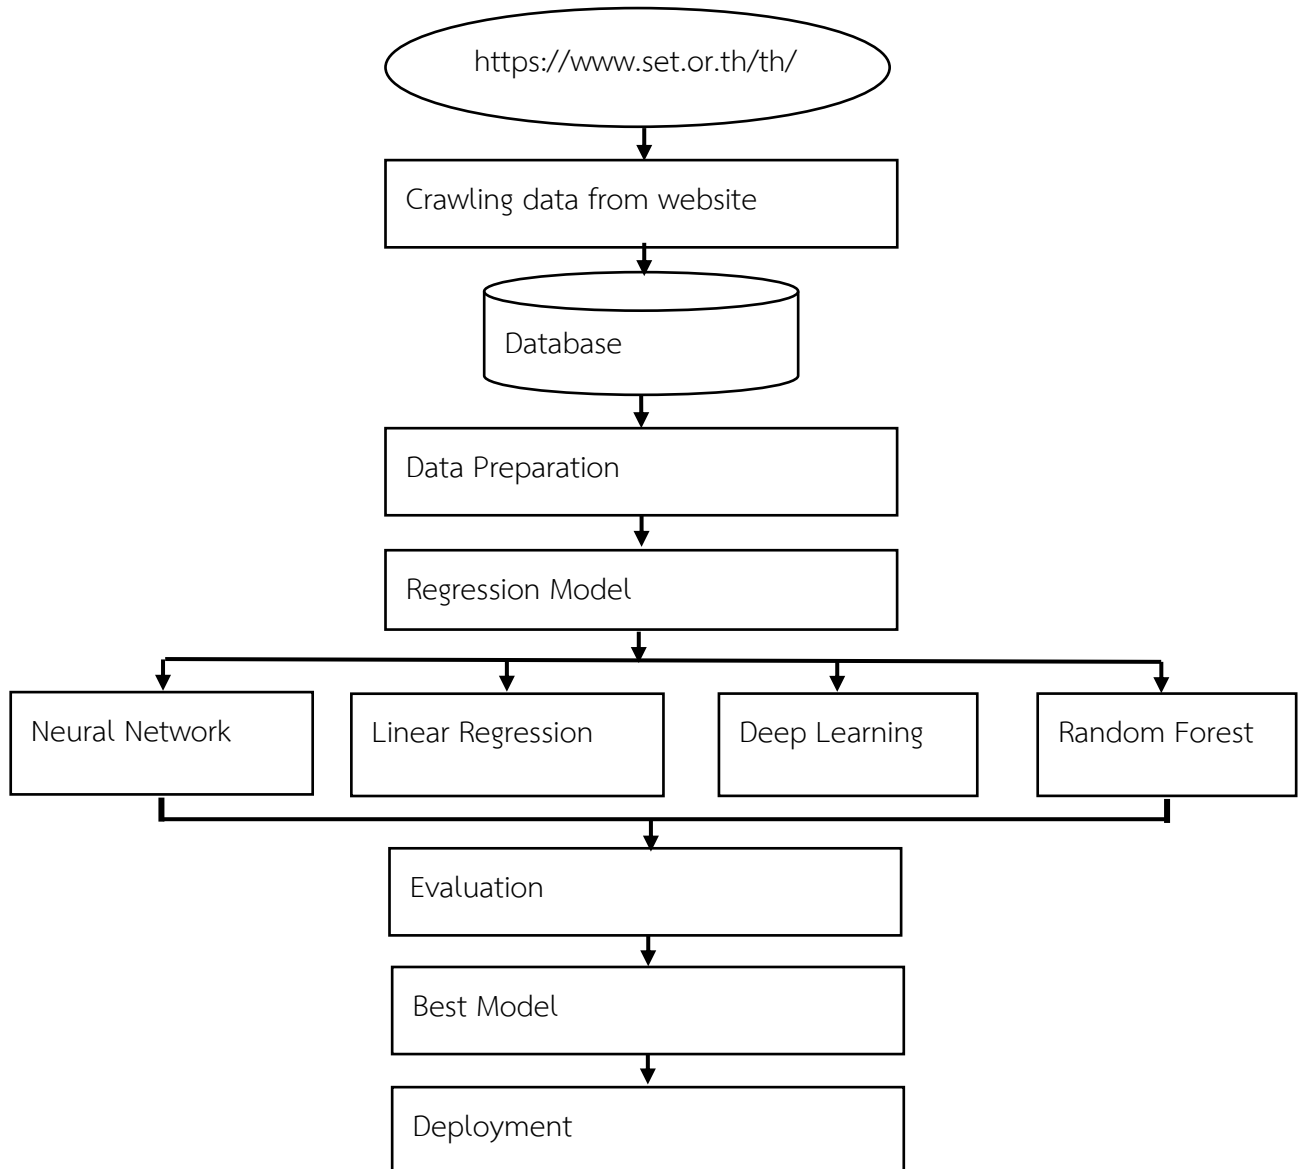 https://www.set.or.th/th/
Crawling data from website
Database
Data Preparation
Regression Model
Neural Network
Linear Regression
Deep Learning
Random Forest
Evaluation
Best Model
Deployment